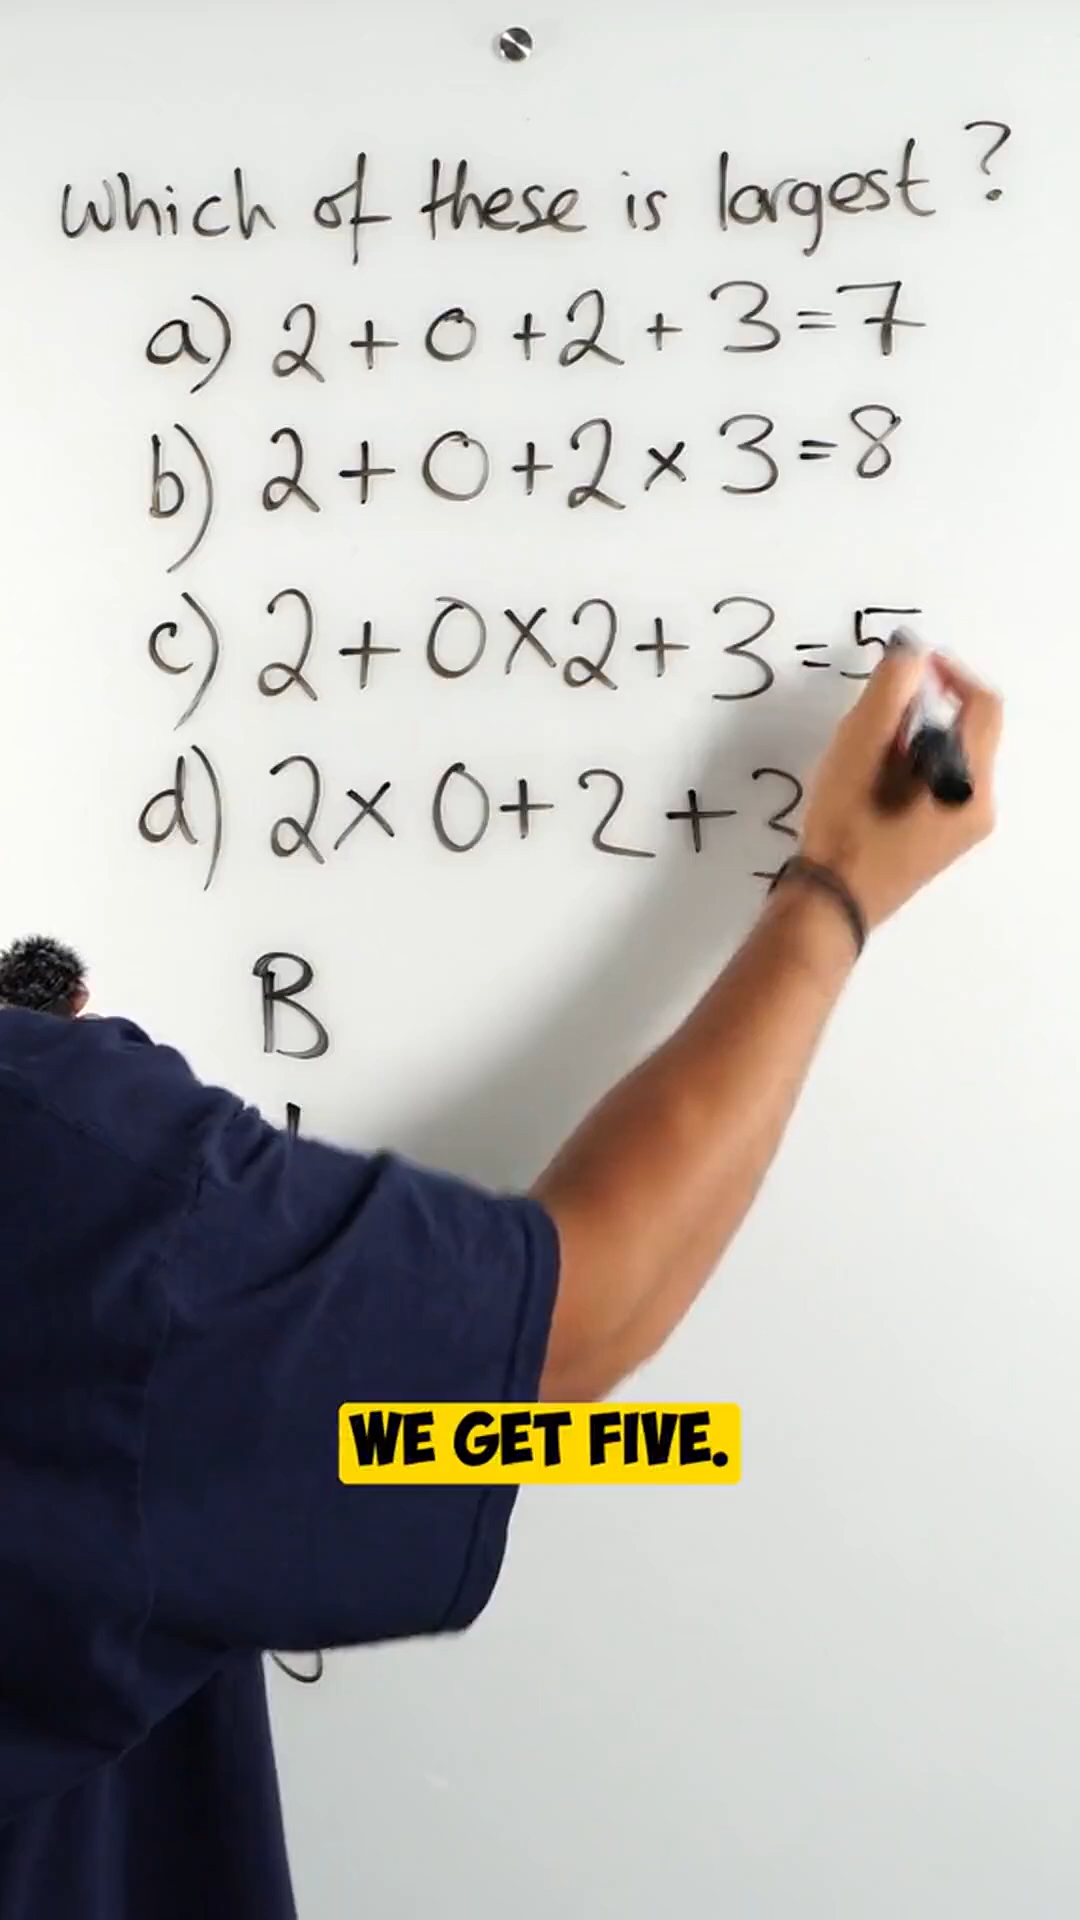 Which of these is largest?
a) 2 + 0 + 2 + 3 = 7
b) 2 + 0 + 2 × 3 = 8
c) 2 + 0 × 2 + 3 = 5
d) 2 × 0 + 2 +
B
WE GET FIVE.